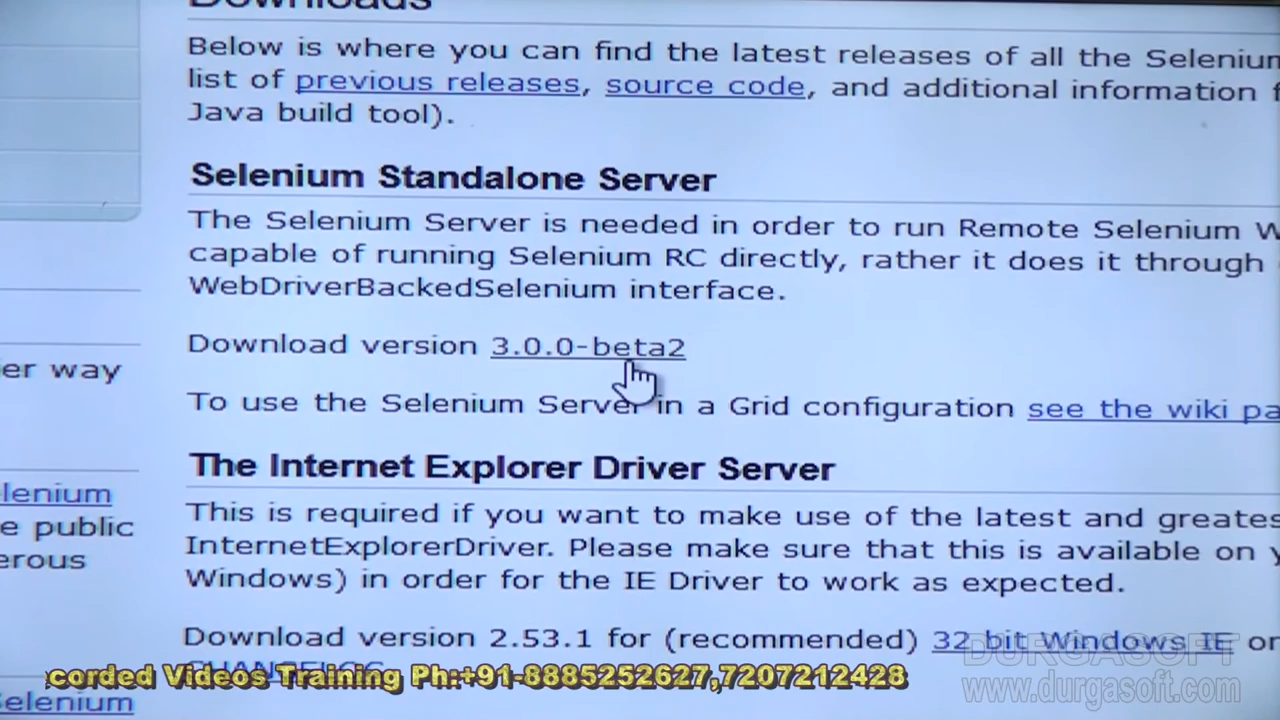 Downloads
Below is where you can find the latest releases of all the Selenium
list of previous releases, source code, and additional information f
Java build tool).
Selenium Standalone Server
The Selenium Server is needed in order to run Remote Selenium W
capable of running Selenium RC directly, rather it does it through
WebDriverBackedSelenium interface.
Download version 3.0.0-beta2
To use the Selenium Server in a Grid configuration see the wiki pa
The Internet Explorer Driver Server
This is required if you want to make use of the latest and greates
InternetExplorerDriver. Please make sure that this is available on y
Windows) in order for the IE Driver to work as expected.
Download version 2.53.1 for (recommended) 32 bit Windows IE or
CHANGELOG
er way
elenium
e public
erous
Selenium
corded Videos Training Ph:+91-8885252627,7207212428
DURGASOFT
www.durgasoft.com